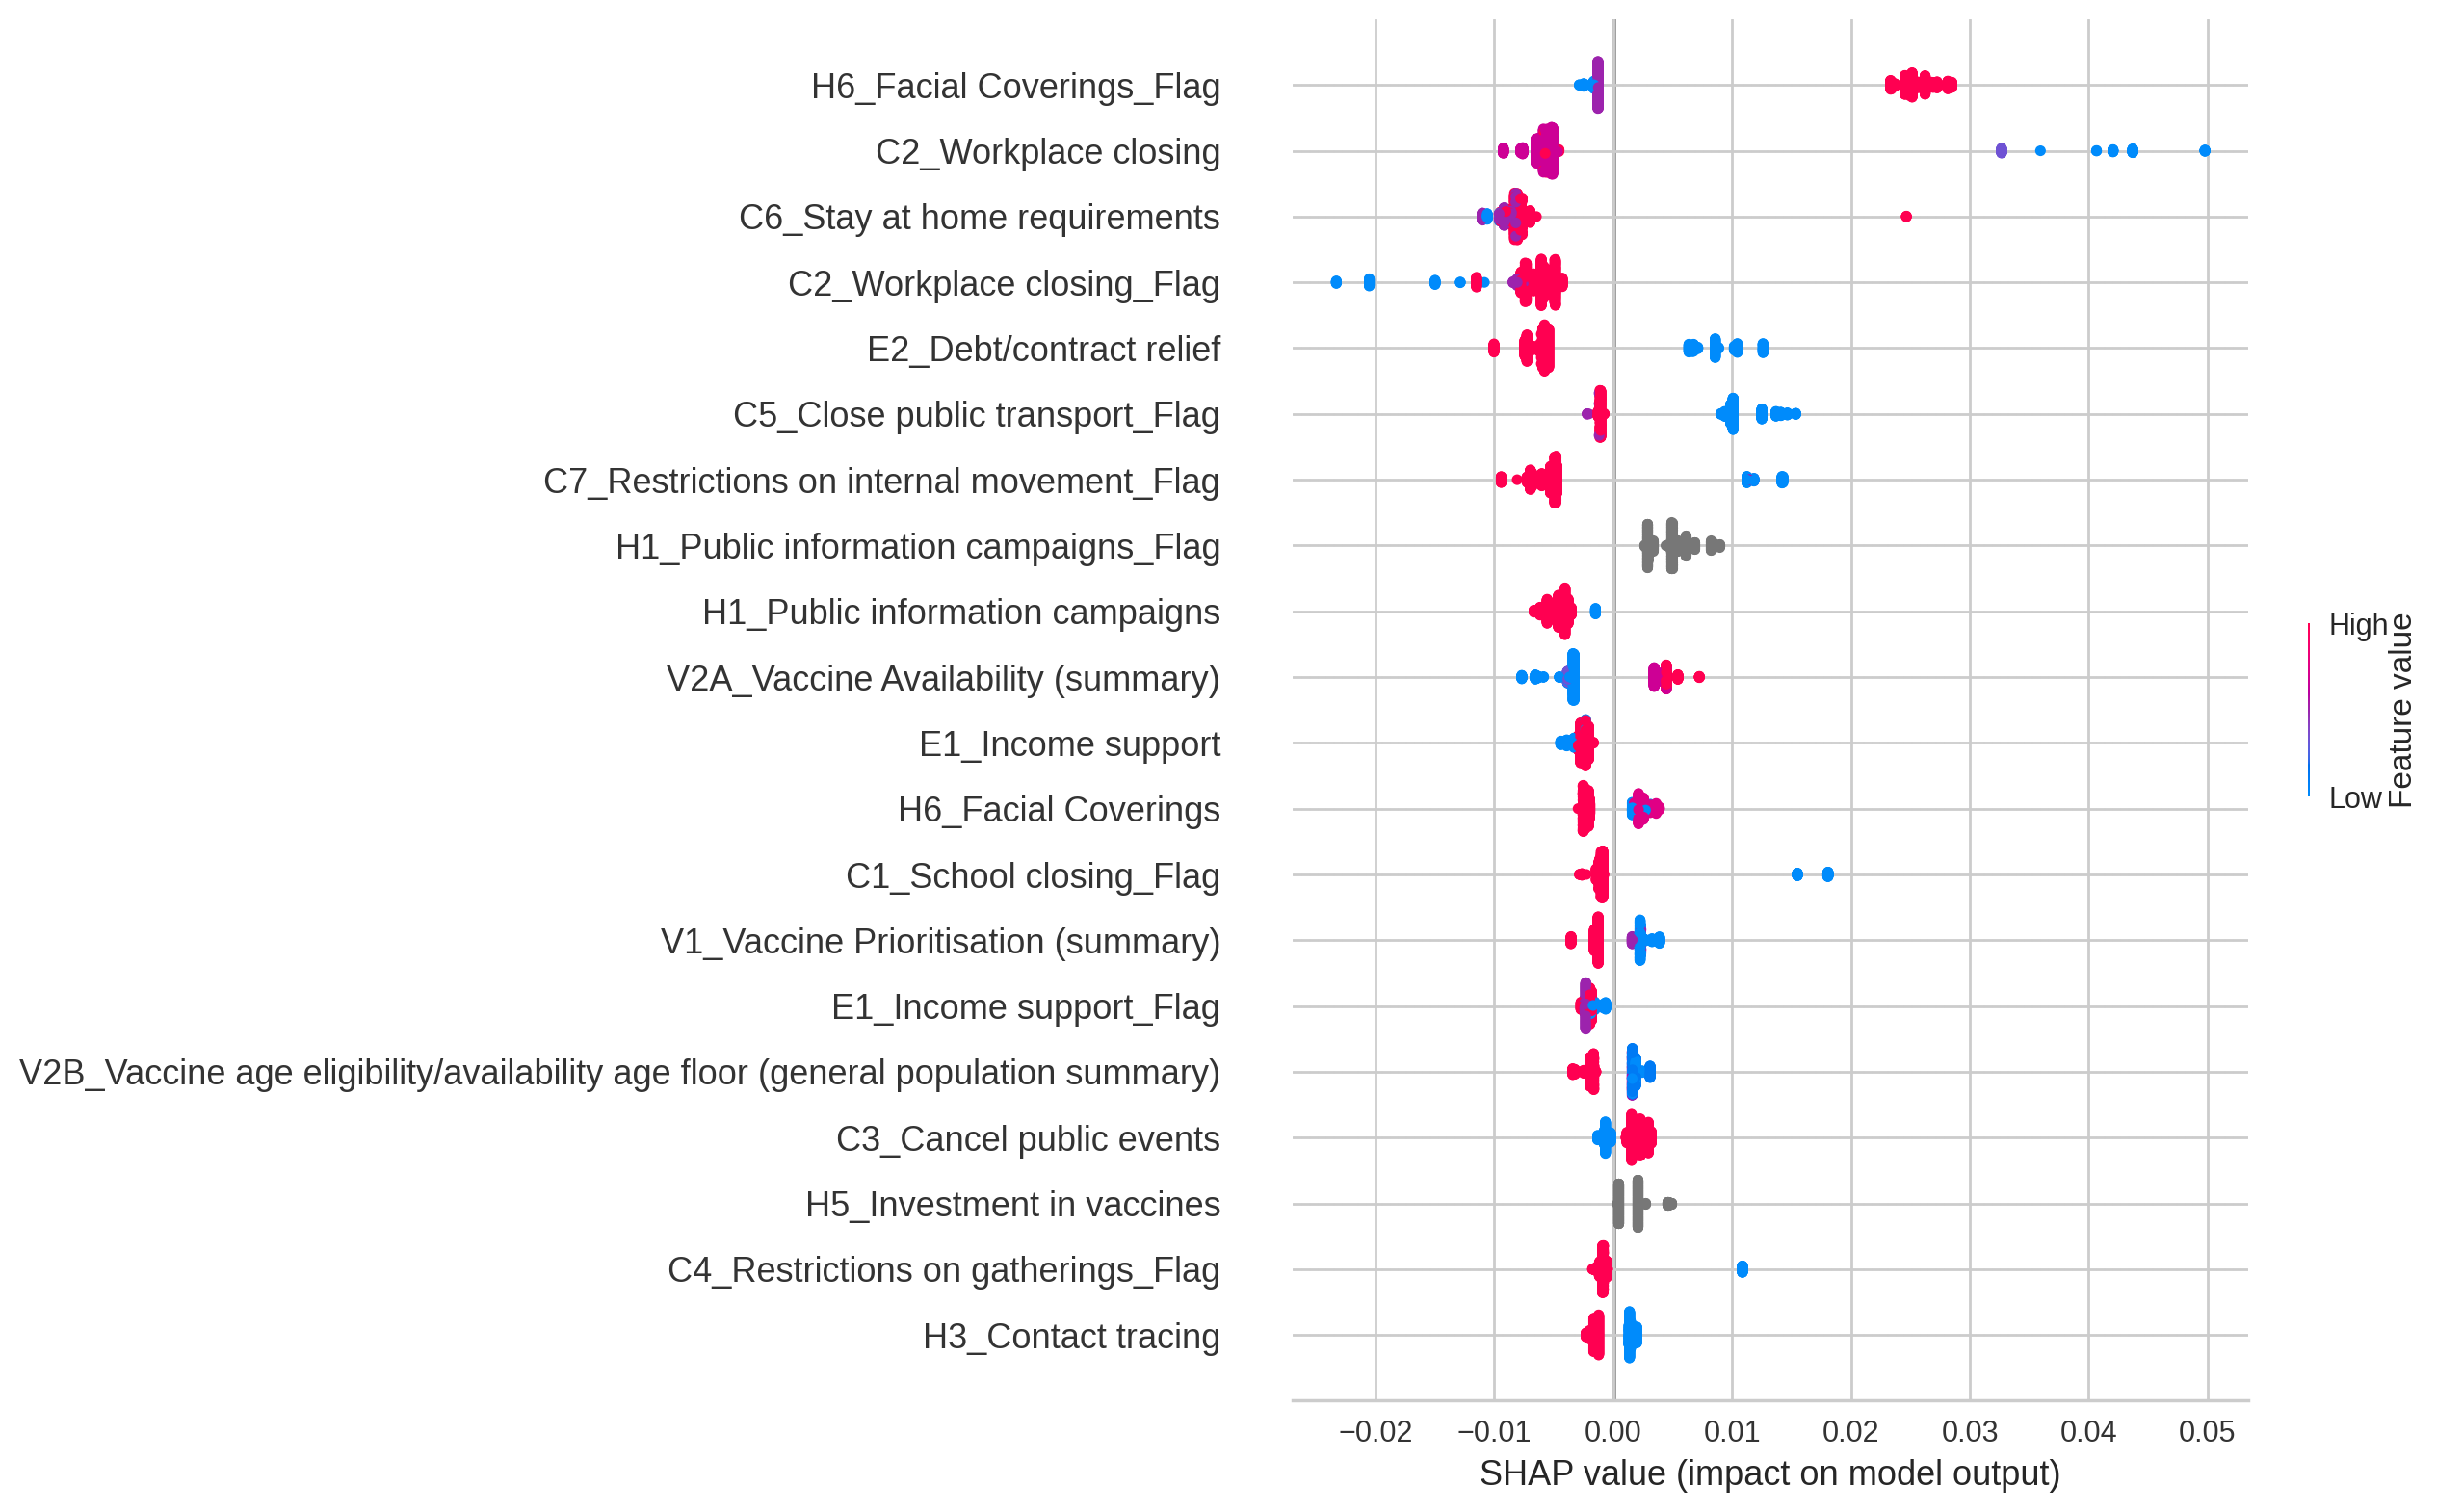 H6_Facial Coverings_Flag
C2_Workplace closing
C6_Stay at home requirements
C2_Workplace closing_Flag
E2_Debt/contract relief
C5_Close public transport_Flag
C7_Restrictions on internal movement_Flag
H1_Public information campaigns_Flag
H1_Public information campaigns
V2A_Vaccine Availability (summary)
E1_Income support
H6_Facial Coverings
C1_School closing_Flag
V1_Vaccine Prioritisation (summary)
E1_Income support_Flag
V2B_Vaccine age eligibility/availability age floor (general population summary)
C3_Cancel public events
H5_Investment in vaccines
C4_Restrictions on gatherings_Flag
H3_Contact tracing
−0.02 −0.01 0.00 0.01 0.02 0.03 0.04 0.05
SHAP value (impact on model output)
High
Low
Feature value